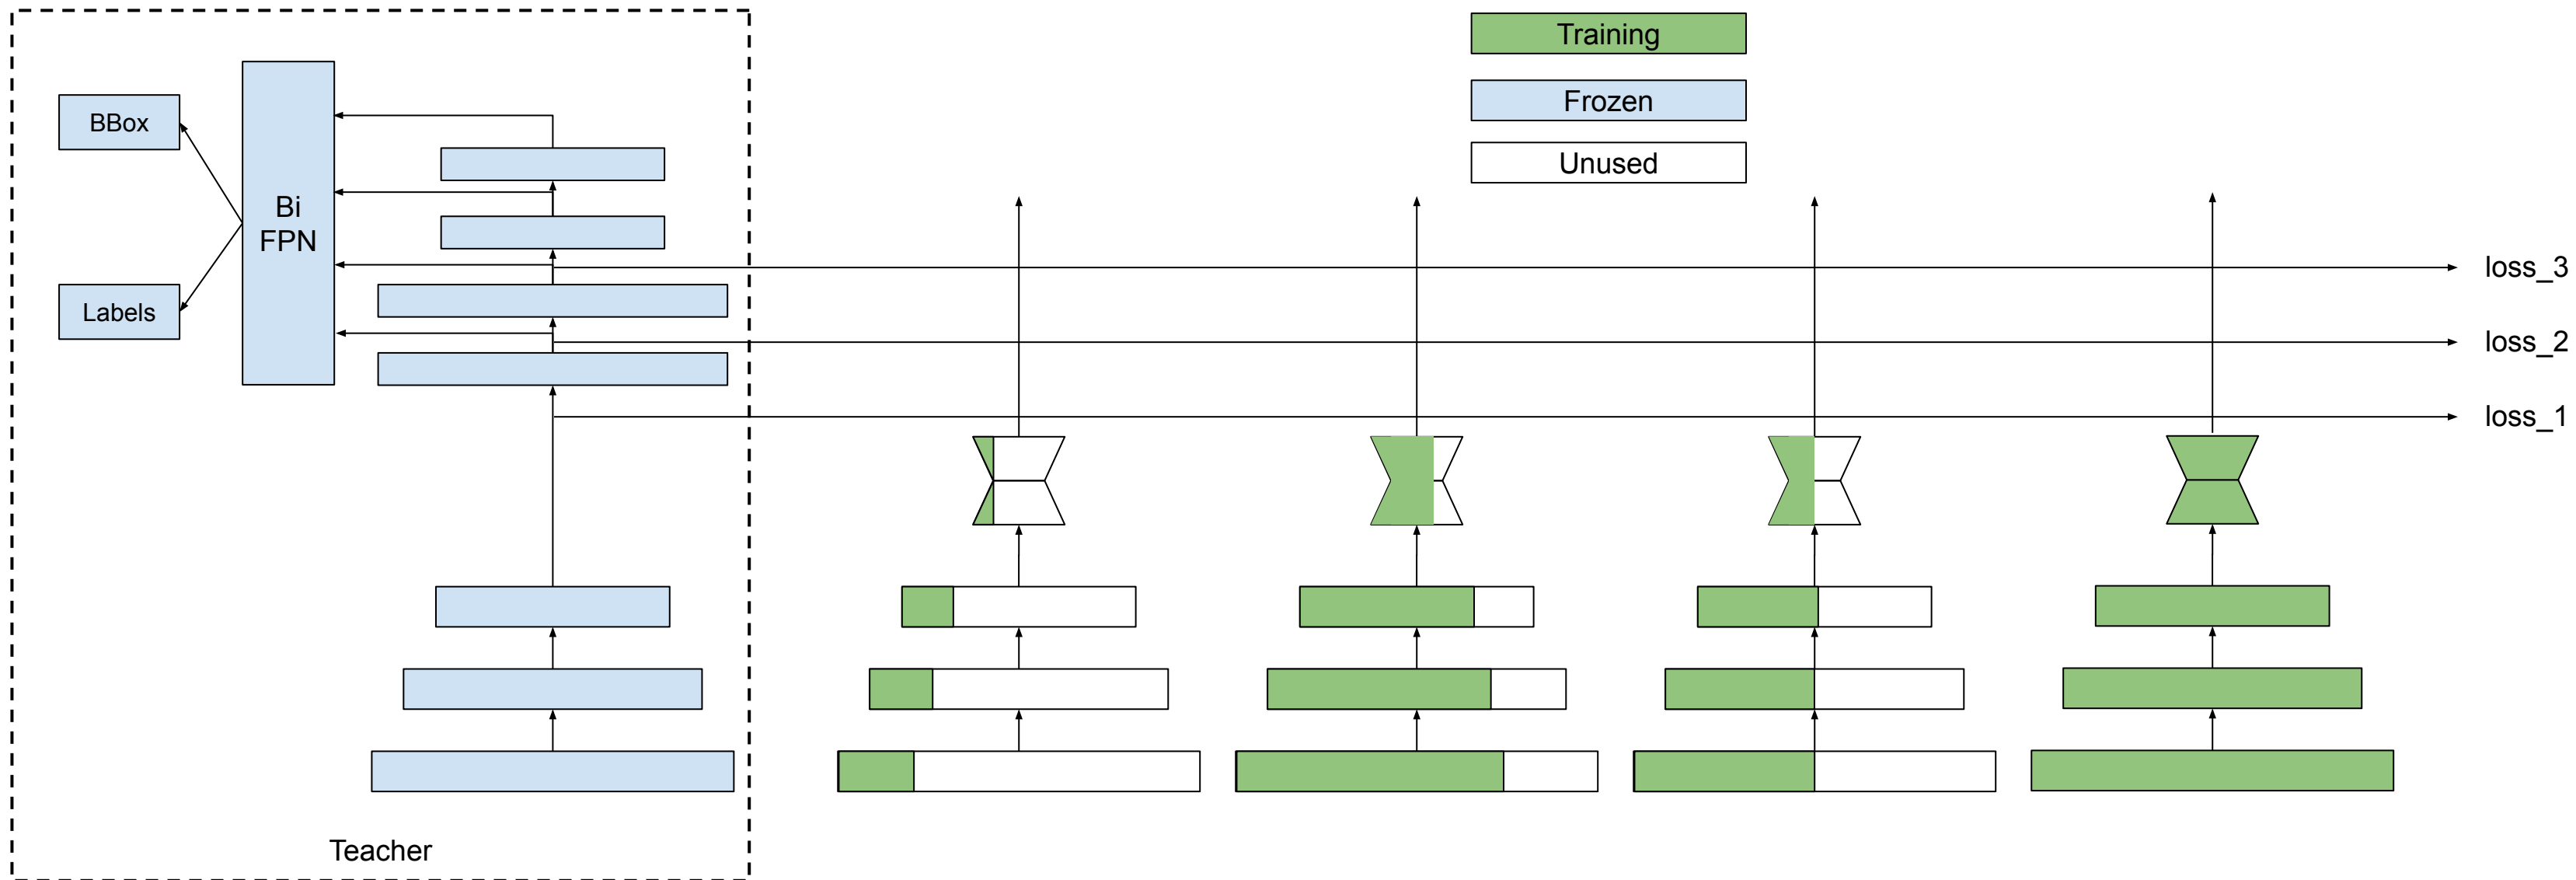 Training
Frozen
Unused
BBox
Bi
FPN
Labels
loss_3
loss_2
loss_1
Teacher